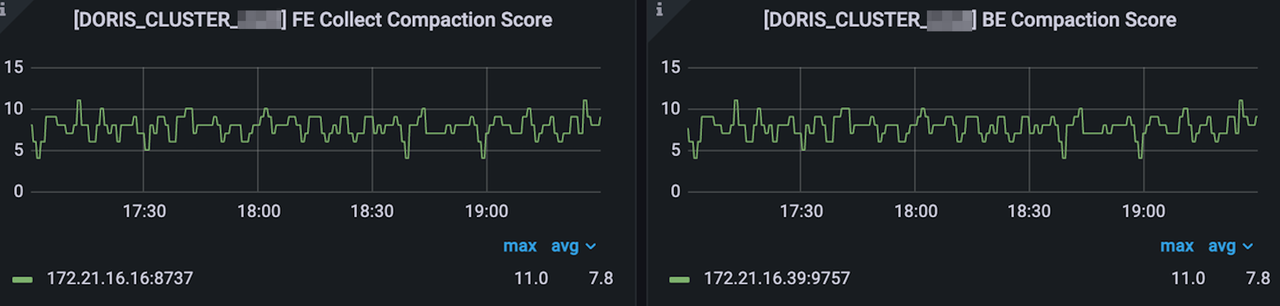 [DORIS_CLUSTER_ ] FE Collect Compaction Score
15
10
5
0
17:30 18:00 18:30 19:00
max avg
172.21.16.16:8737 11.0 7.8
[DORIS_CLUSTER_ ] BE Compaction Score
15
10
5
0
17:30 18:00 18:30 19:00
max avg
172.21.16.39:9757 11.0 7.8